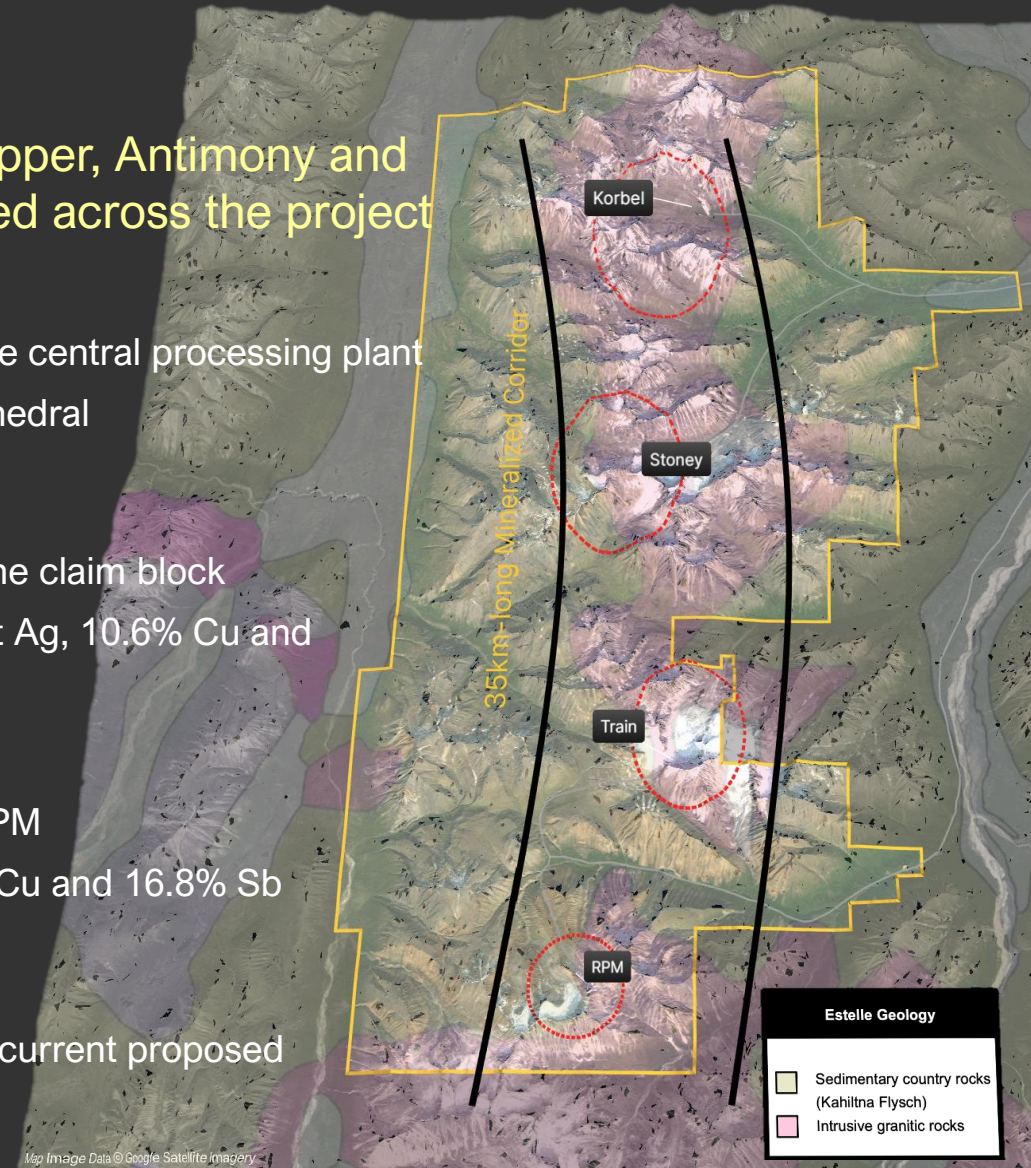 pper, Antimony and
ed across the project
e central processing plant
hedral
ne claim block
t Ag, 10.6% Cu and
PM
Cu and 16.8% Sb
current proposed
Korbel
Stoney
35km-long Mineralized Corridor
Train
RPM
Estelle Geology
Sedimentary country rocks
(Kahiltna Flysch)
Intrusive granitic rocks
Map Image Data © Google Satellite Imagery